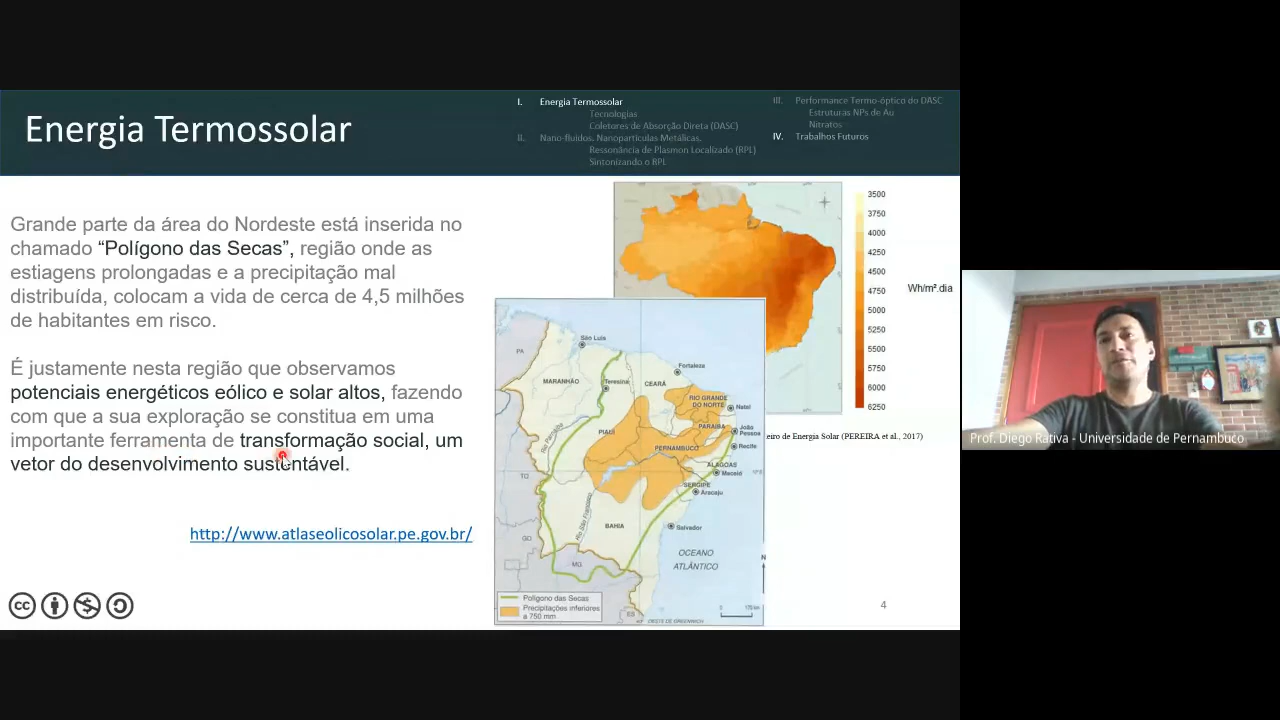 Energia Termossolar
I. Energia Termossolar
Tecnologias
Coletores de Absorção Direta (DASC)
II. Nano-fluidos. Nanopartículas Metálicas.
Ressonância de Plasmon Localizado (RPL)
Sintonizando o RPL
III. Performance Termo-óptico do DASC
Estruturas NPs de Au
Nitratos
IV. Trabalhos Futuros
Grande parte da área do Nordeste está inserida no
chamado “Polígono das Secas”, região onde as
estiagens prolongadas e a precipitação mal
distribuída, colocam a vida de cerca de 4,5 milhões
de habitantes em risco.
É justamente nesta região que observamos
potenciais energéticos eólico e solar altos, fazendo
com que a sua exploração se constitua em uma
importante ferramenta de transformação social, um
vetor do desenvolvimento sustentável.
http://www.atlaseolicosolar.pe.gov.br/
3500
3750
4000
4250
4500
4750
5000
5250
5500
5750
6000
6250
Wh/m².dia
eiro de Energia Solar (PEREIRA et al., 2017)
São Luís
PA
Fortaleza
MARANHÃO
Teresina
CEARÁ
RIO GRANDE
DO NORTE
Natal
PARAÍBA
João
Pessoa
Rio Parnaíba
PIAUÍ
PERNAMBUCO
Recife
ALAGOAS
Maceió
TO
SERGIPE
Aracaju
Rio São Francisco
BAHIA
Salvador
GO
OCEANO
ATLÂNTICO
MG
N
ES
Polígono das Secas
Precipitações inferiores
a 750 mm
0
OESTE DE GREENWICH
4
Prof. Diego Rativa - Universidade de Pernambuco